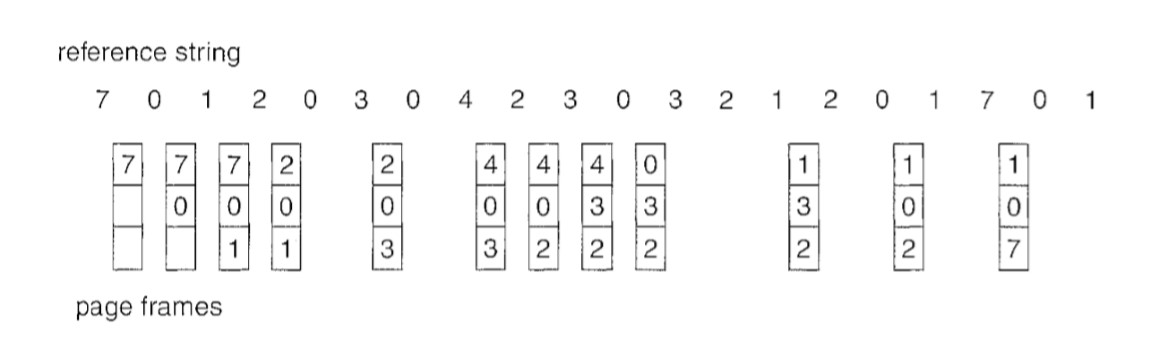 reference string
7 0 1 2 0 3 0 4 2 3 0 3 2 1 2 0 1 7 0 1
7 7 7 2 2 4 4 4 0 1 1 1
0 0 0 0 0 0 3 3 3 0 0
1 1 3 3 2 2 2 2 2 7
page frames